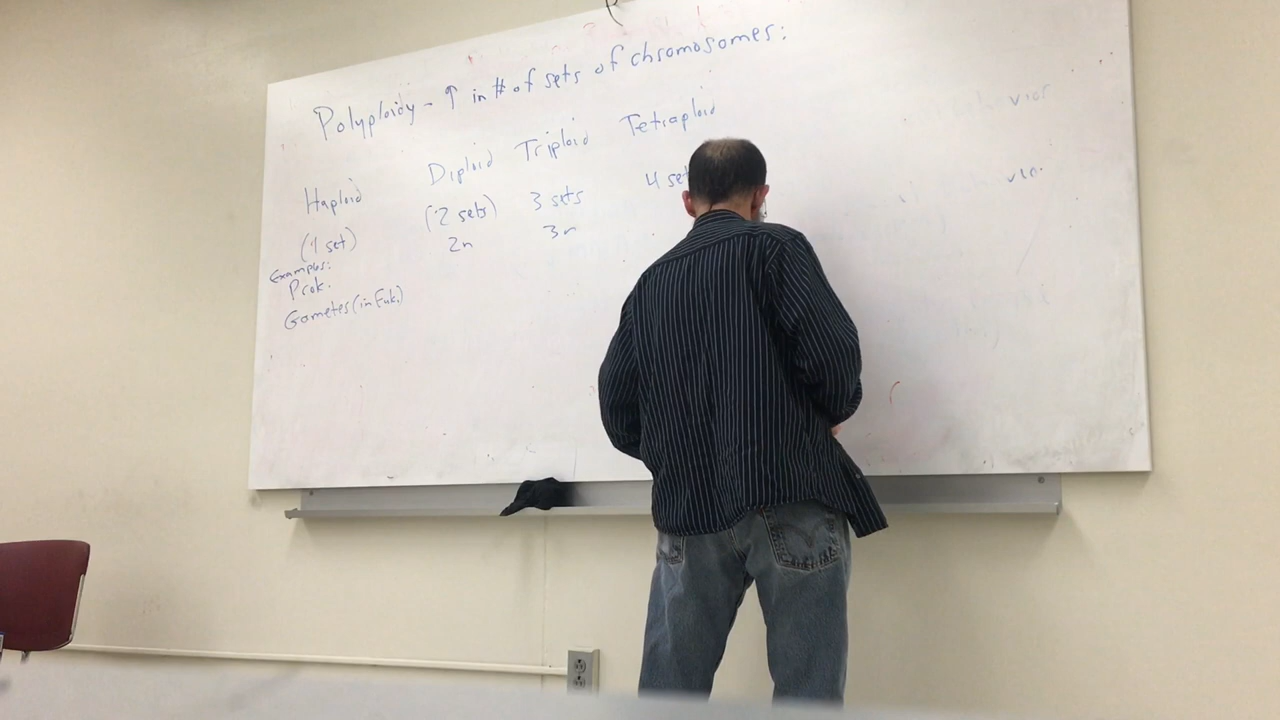 Polyploidy - ↑ in # of sets of chromosomes:
Haploid Diploid Triploid Tetraploid
(1 set) (2 sets) 3 sets 4 set
2n 3n
Examples:
Prok.
Gametes (in Euk.)